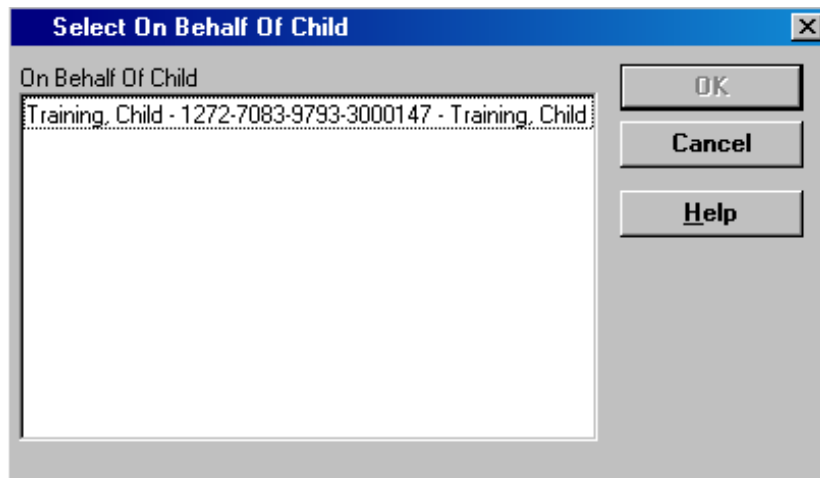 Select On Behalf Of Child
On Behalf Of Child
Training, Child - 1272-7083-9793-3000147 - Training, Child
OK
Cancel
Help